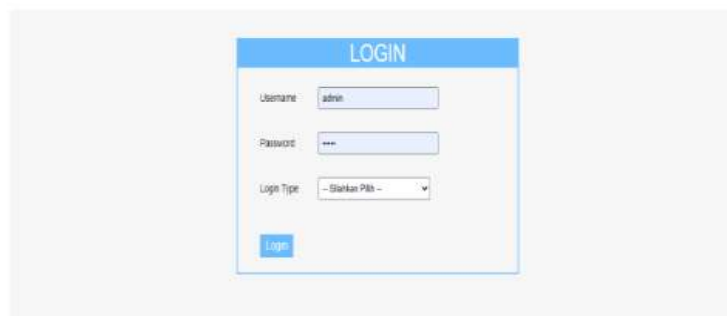 LOGIN
Username admin
Password •••••
Login Type -- Silahkan Pilih --
Login